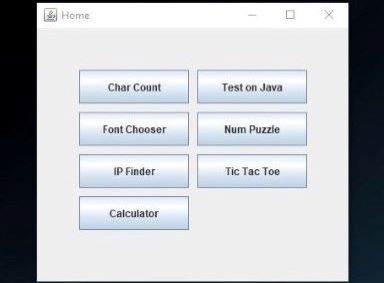 Home
Char Count
Test on Java
Font Chooser
Num Puzzle
IP Finder
Tic Tac Toe
Calculator